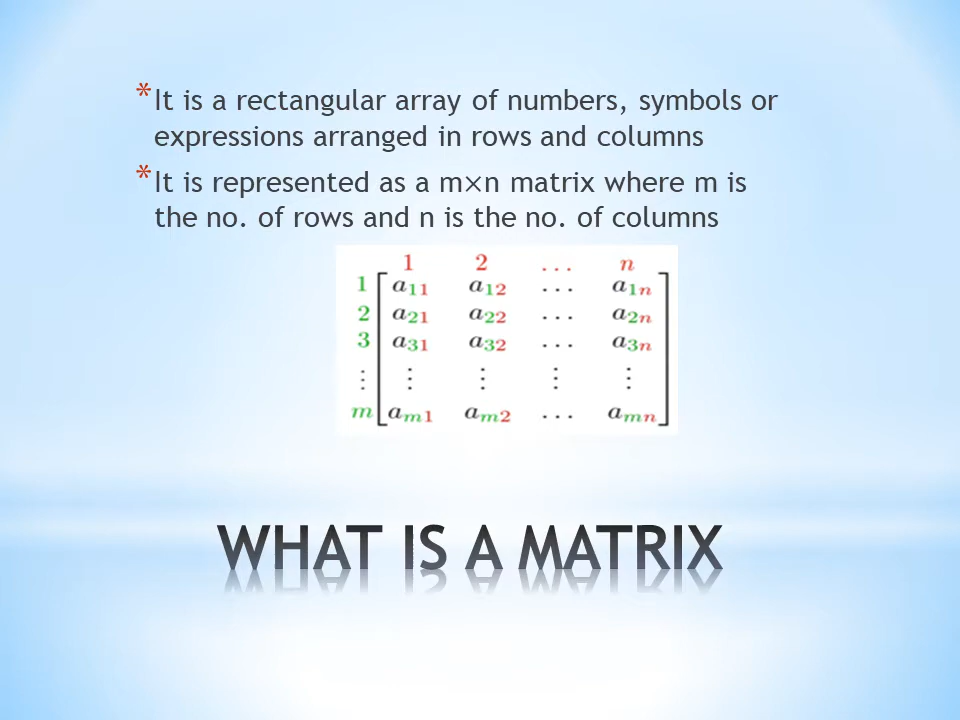 *It is a rectangular array of numbers, symbols or
expressions arranged in rows and columns
*It is represented as a m×n matrix where m is
the no. of rows and n is the no. of columns
1 2 ... n
1 a11 a12 ... a1n
2 a21 a22 ... a2n
3 a31 a32 ... a3n
⋮ ⋮ ⋮ ⋮ ⋮
m am1 am2 ... amn
WHAT IS A MATRIX